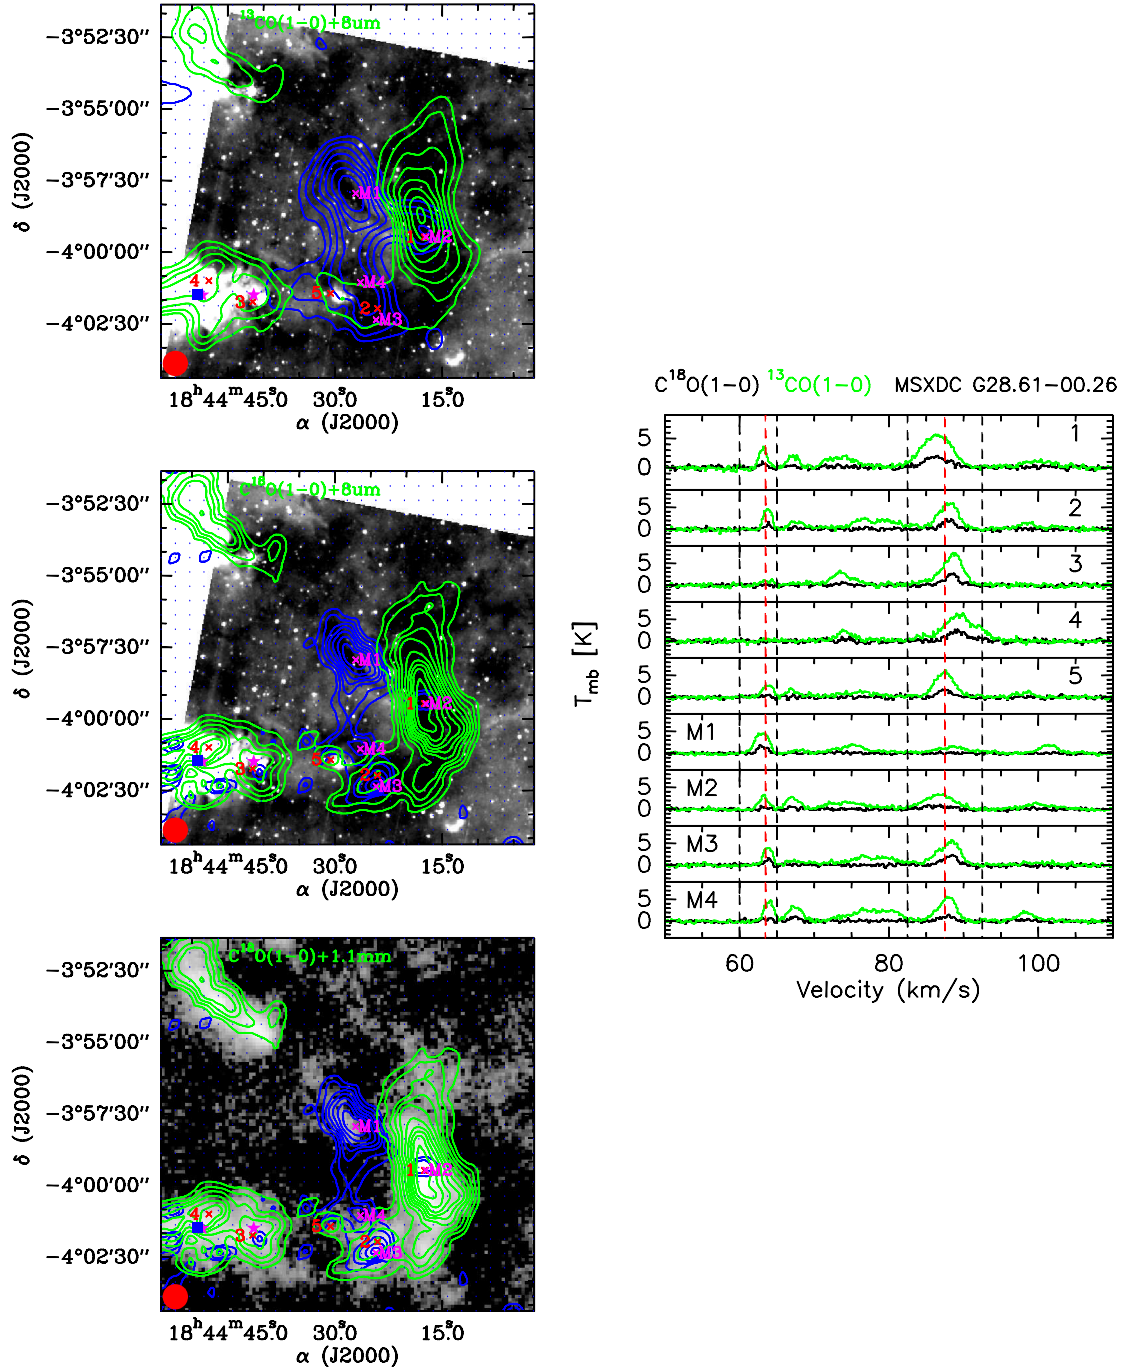 ¹³CO(1−0)+8um
−3°52′30″
−3°55′00″
−3°57′30″
−4°00′00″
−4°02′30″
δ (J2000)
M1
1 M2
M4
4
5
3
2
M3
18ʰ44ᵐ45ˢ.0 30ˢ.0 15ˢ.0
α (J2000)
C¹⁸O(1−0)+8um
−3°52′30″
−3°55′00″
−3°57′30″
−4°00′00″
−4°02′30″
δ (J2000)
M1
1 M2
M4
4
5
3
2
M3
18ʰ44ᵐ45ˢ.0 30ˢ.0 15ˢ.0
α (J2000)
C¹⁸O(1−0)+1.1mm
−3°52′30″
−3°55′00″
−3°57′30″
−4°00′00″
−4°02′30″
δ (J2000)
M1
1 M2
M4
4
5
3
2
M3
18ʰ44ᵐ45ˢ.0 30ˢ.0 15ˢ.0
α (J2000)
C¹⁸O(1−0) ¹³CO(1−0) MSXDC G28.61−00.26
5 1
0
5 2
0
5 3
0
5 4
0
5 5
0
5 M1
0
5 M2
0
5 M3
0
5 M4
0
Tmb [K]
60 80 100
Velocity (km/s)